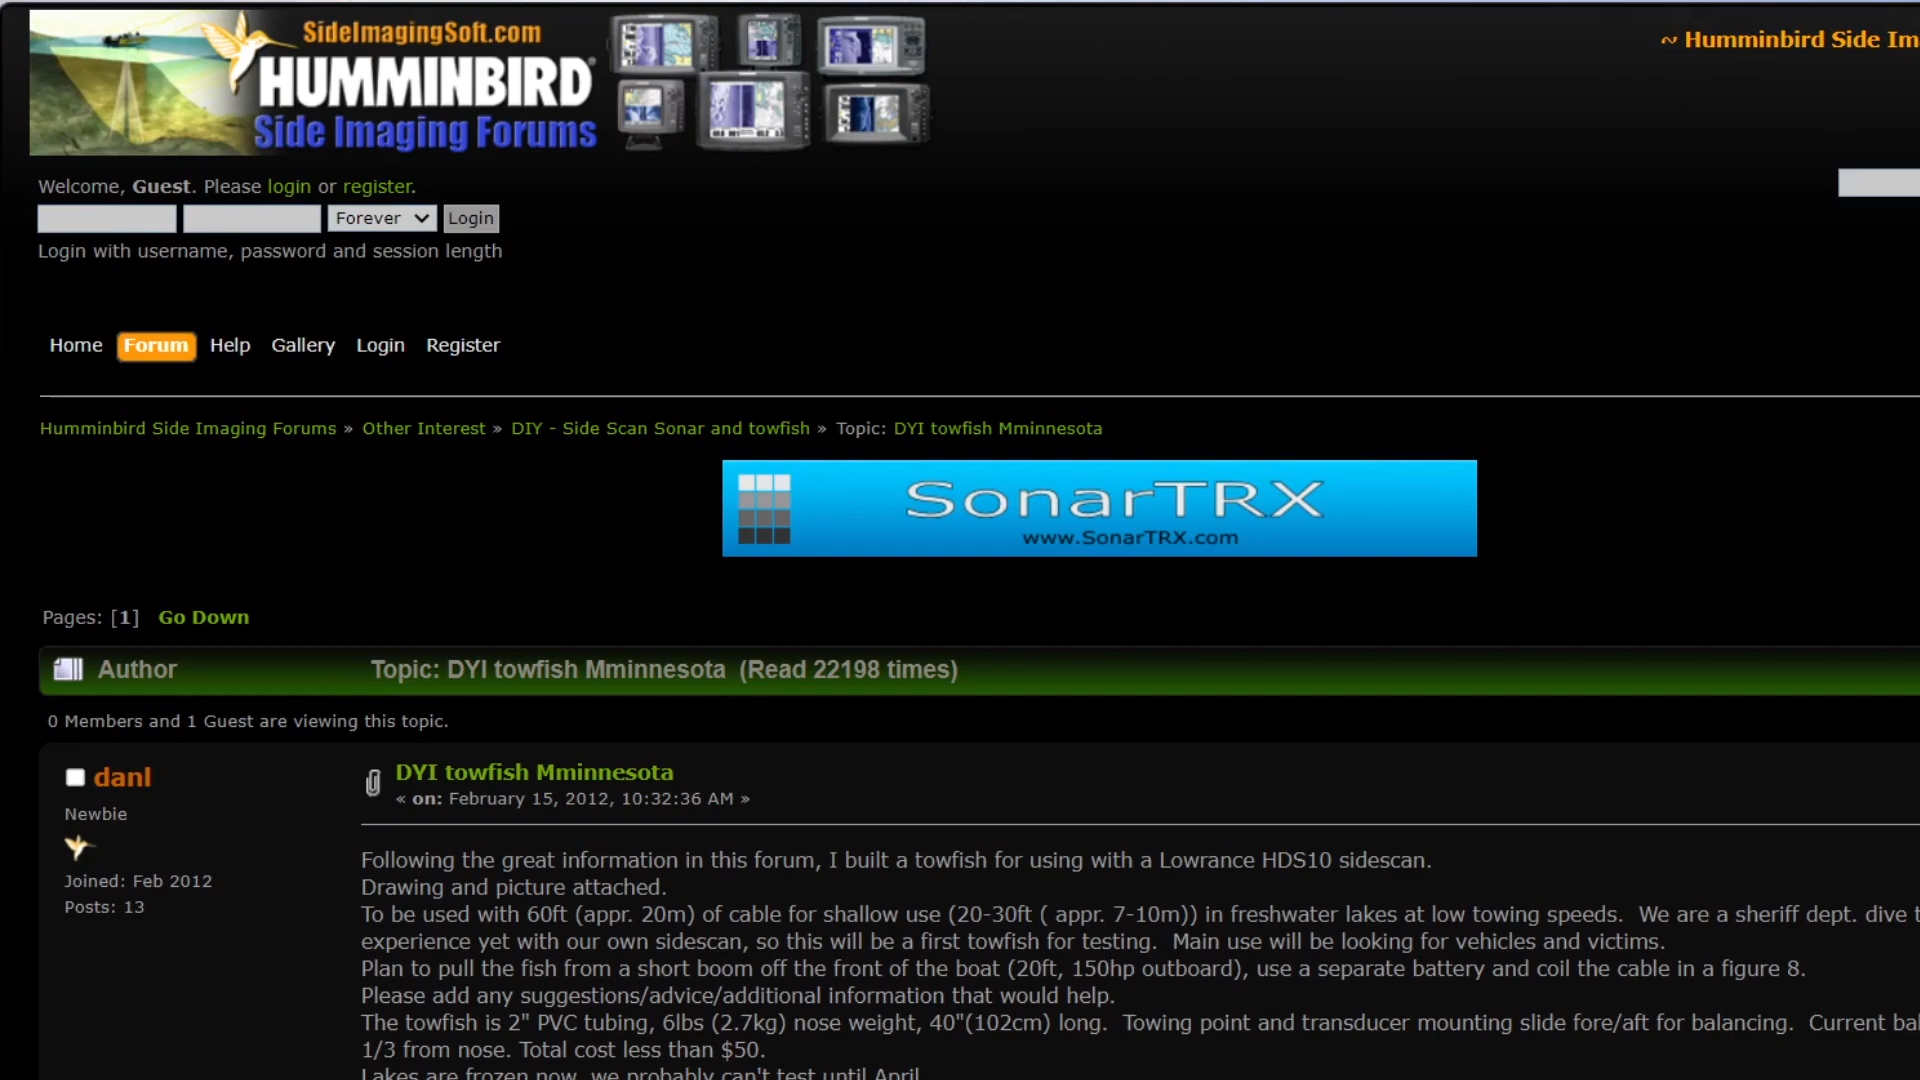 SideImagingSoft.com
~ Humminbird Side Im
HUMMINBIRD®
Side Imaging Forums
Welcome, Guest. Please login or register.
Forever Login
Login with username, password and session length
Home Forum Help Gallery Login Register
Humminbird Side Imaging Forums » Other Interest » DIY - Side Scan Sonar and towfish » Topic: DYI towfish Mminnesota
SonarTRX
www.SonarTRX.com
Pages: [1] Go Down
Author Topic: DYI towfish Mminnesota (Read 22198 times)
0 Members and 1 Guest are viewing this topic.
danl
Newbie
Joined: Feb 2012
Posts: 13
DYI towfish Mminnesota
« on: February 15, 2012, 10:32:36 AM »
Following the great information in this forum, I built a towfish for using with a Lowrance HDS10 sidescan.
Drawing and picture attached.
To be used with 60ft (appr. 20m) of cable for shallow use (20-30ft ( appr. 7-10m)) in freshwater lakes at low towing speeds. We are a sheriff dept. dive t
experience yet with our own sidescan, so this will be a first towfish for testing. Main use will be looking for vehicles and victims.
Plan to pull the fish from a short boom off the front of the boat (20ft, 150hp outboard), use a separate battery and coil the cable in a figure 8.
Please add any suggestions/advice/additional information that would help.
The towfish is 2" PVC tubing, 6lbs (2.7kg) nose weight, 40"(102cm) long. Towing point and transducer mounting slide fore/aft for balancing. Current bal
1/3 from nose. Total cost less than $50.
Lakes are frozen now, we probably can't test until April.